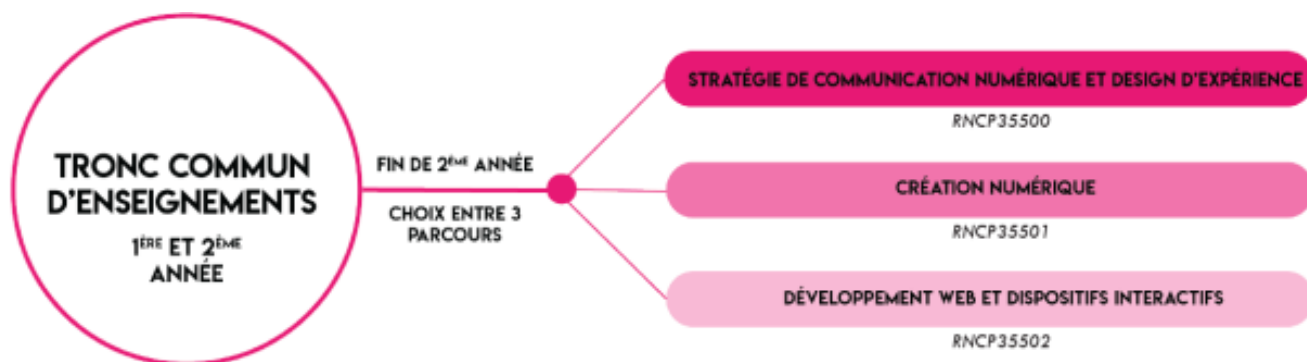 TRONC COMMUN
D'ENSEIGNEMENTS
1ÈRE ET 2ÈME
ANNÉE
FIN DE 2ÈME ANNÉE
CHOIX ENTRE 3
PARCOURS
STRATÉGIE DE COMMUNICATION NUMÉRIQUE ET DESIGN D'EXPÉRIENCE
RNCP35500
CRÉATION NUMÉRIQUE
RNCP35501
DÉVELOPPEMENT WEB ET DISPOSITIFS INTERACTIFS
RNCP35502